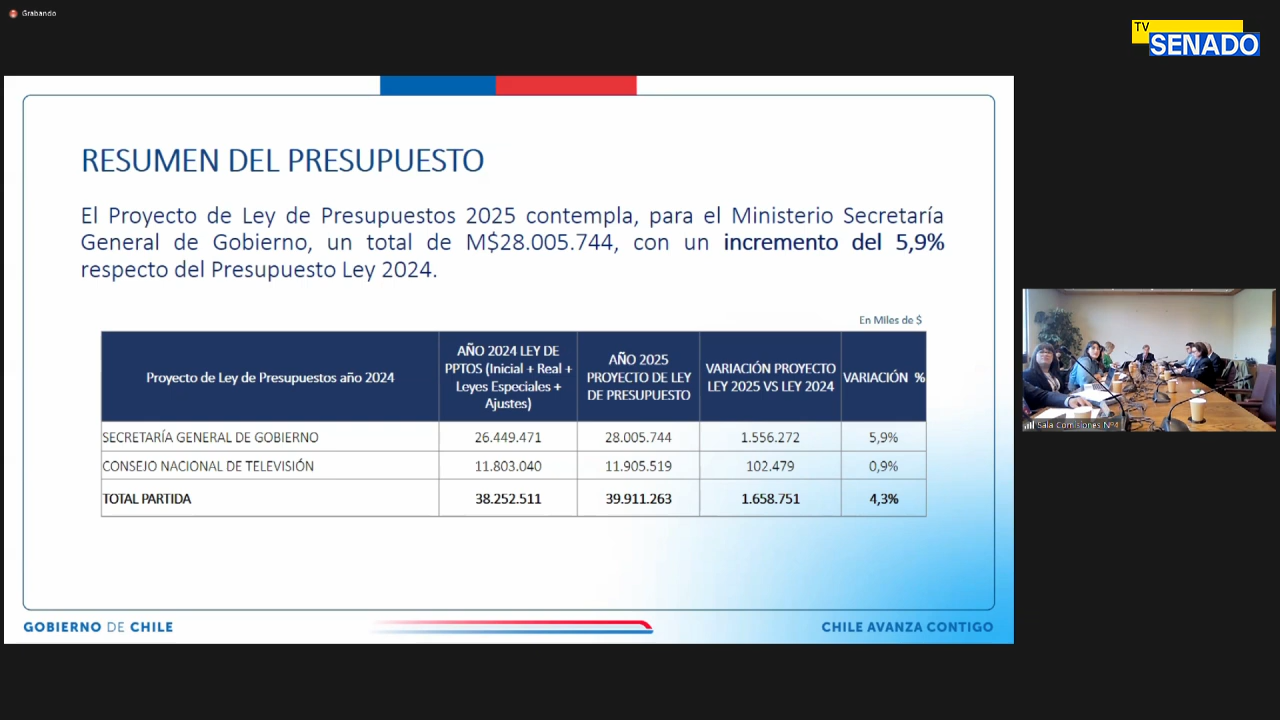 Grabando
TV
SENADO
RESUMEN DEL PRESUPUESTO
El Proyecto de Ley de Presupuestos 2025 contempla, para el Ministerio Secretaría
General de Gobierno, un total de M$28.005.744, con un incremento del 5,9%
respecto del Presupuesto Ley 2024.
En Miles de $
Proyecto de Ley de Presupuestos año 2024
AÑO 2024 LEY DE
PPTOS (Inicial + Real +
Leyes Especiales +
Ajustes)
AÑO 2025
PROYECTO DE LEY
DE PRESUPUESTO
VARIACIÓN PROYECTO
LEY 2025 VS LEY 2024
VARIACIÓN %
SECRETARÍA GENERAL DE GOBIERNO 26.449.471 28.005.744 1.556.272 5,9%
CONSEJO NACIONAL DE TELEVISIÓN 11.803.040 11.905.519 102.479 0,9%
TOTAL PARTIDA 38.252.511 39.911.263 1.658.751 4,3%
Sala Comisiones N°4
GOBIERNO DE CHILE
CHILE AVANZA CONTIGO